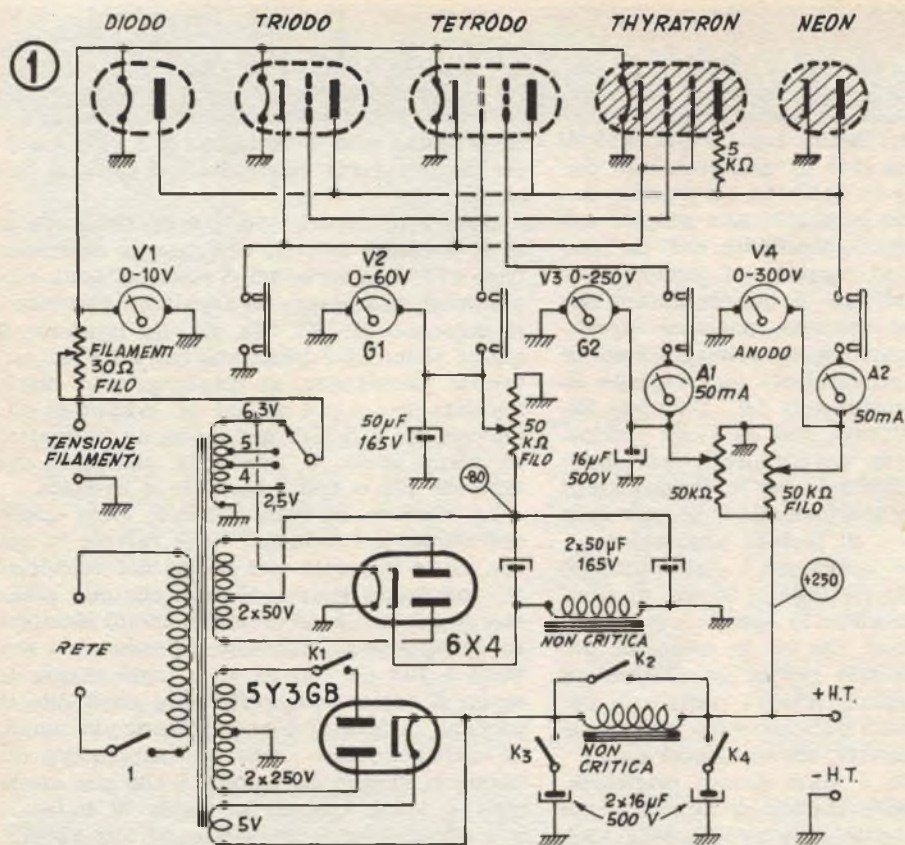 DIODO TRIODO TETRODO THYRATRON NEON
1
5 KΩ
V1 0-10V
V2 0-60V
V3 0-250V
V4 0-300V
G1
G2
ANODO
FILAMENTI 30Ω FILO
A1 50mA
A2 50mA
TENSIONE FILAMENTI
6,3V
5
4
2,5V
50µF 165V
50 KΩ FILO
16µF 500V
50KΩ
50 KΩ FILO
-80
2x50µF 165V
+250
2x50V
6X4
NON CRITICA
RETE
1
K1
5Y3GB
2x250V
5V
K2
K3
NON CRITICA
K4
2x16µF 500 V
+H.T.
-H.T.